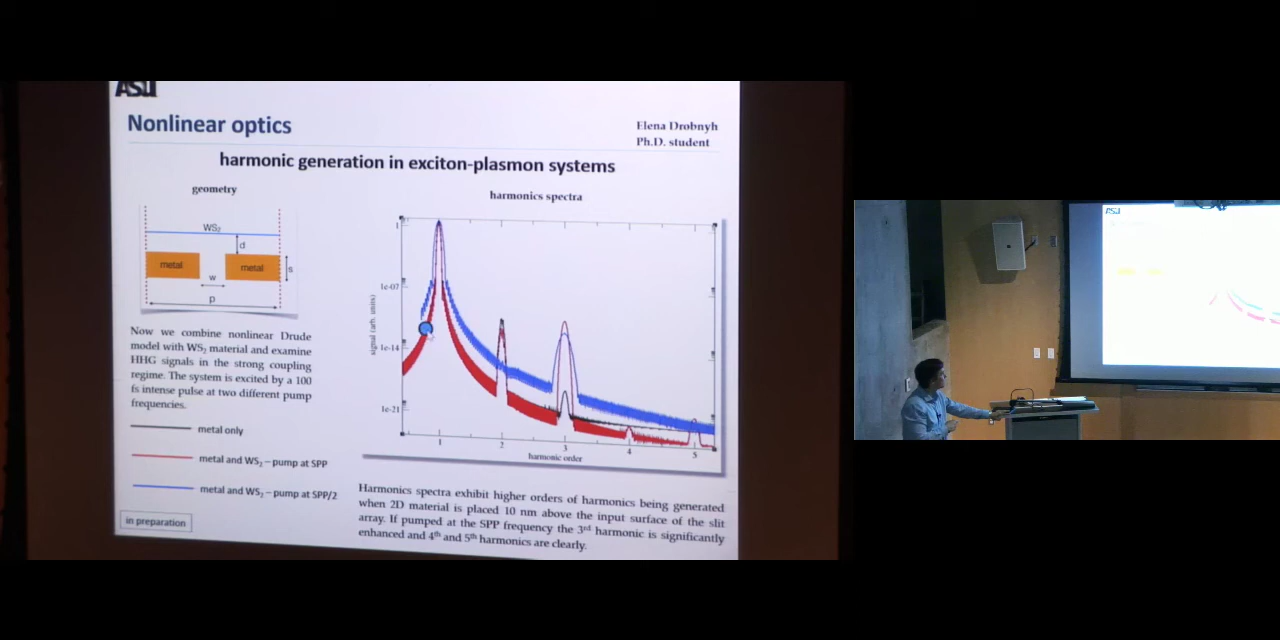 ASU
Nonlinear optics
Elena Drobnyh
Ph.D. student
harmonic generation in exciton-plasmon systems
geometry
WS2
d
metal
metal
s
w
p
harmonics spectra
signal (arb. units)
1
1e-07
1e-14
1e-21
1
2
3
4
5
harmonic order
Now we combine nonlinear Drude
model with WS2 material and examine
HHG signals in the strong coupling
regime. The system is excited by a 100
fs intense pulse at two different pump
frequencies.
metal only
metal and WS2 – pump at SPP
metal and WS2 – pump at SPP/2
in preparation
Harmonics spectra exhibit higher orders of harmonics being generated
when 2D material is placed 10 nm above the input surface of the slit
array. If pumped at the SPP frequency the 3rd harmonic is significantly
enhanced and 4th and 5th harmonics are clearly.
ASU